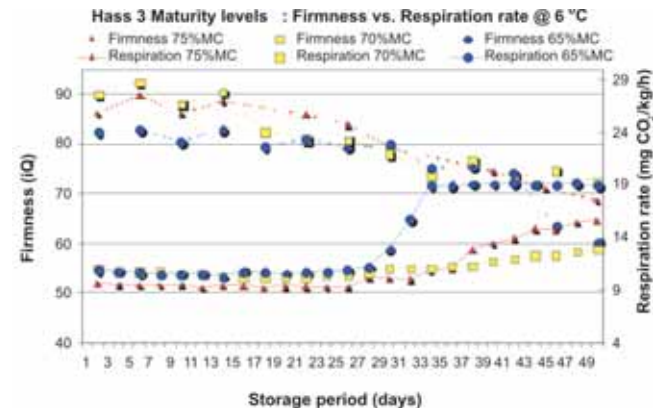 Hass 3 Maturity levels : Firmness vs. Respiration rate @ 6 °C
Firmness 75%MC Firmness 70%MC Firmness 65%MC
Respiration 75%MC Respiration 70%MC Respiration 65%MC
90
80
70
60
50
40
Firmness (iQ)
29
24
19
14
9
4
Respiration rate (mg CO₂/kg/h)
1 3 5 7 9 11 13 15 17 19 21 23 25 27 29 31 33 35 37 39 41 43 45 47 49
Storage period (days)